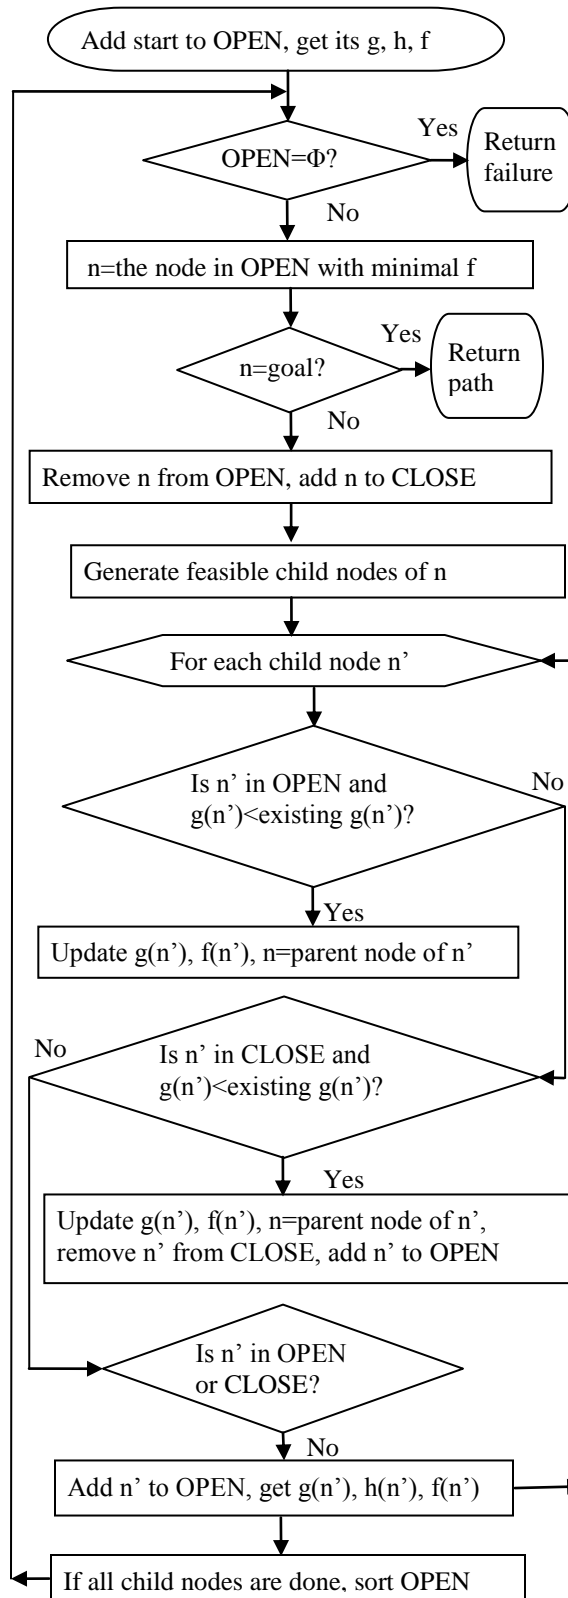 Add start to OPEN, get its g, h, f
OPEN=Φ?
Yes
Return
failure
No
n=the node in OPEN with minimal f
n=goal?
Yes
Return
path
No
Remove n from OPEN, add n to CLOSE
Generate feasible child nodes of n
For each child node n’
Is n’ in OPEN and
g(n’)<existing g(n’)?
No
Yes
Update g(n’), f(n’), n=parent node of n’
No
Is n’ in CLOSE and
g(n’)<existing g(n’)?
Yes
Update g(n’), f(n’), n=parent node of n’,
remove n’ from CLOSE, add n’ to OPEN
Is n’ in OPEN
or CLOSE?
No
Add n’ to OPEN, get g(n’), h(n’), f(n’)
If all child nodes are done, sort OPEN